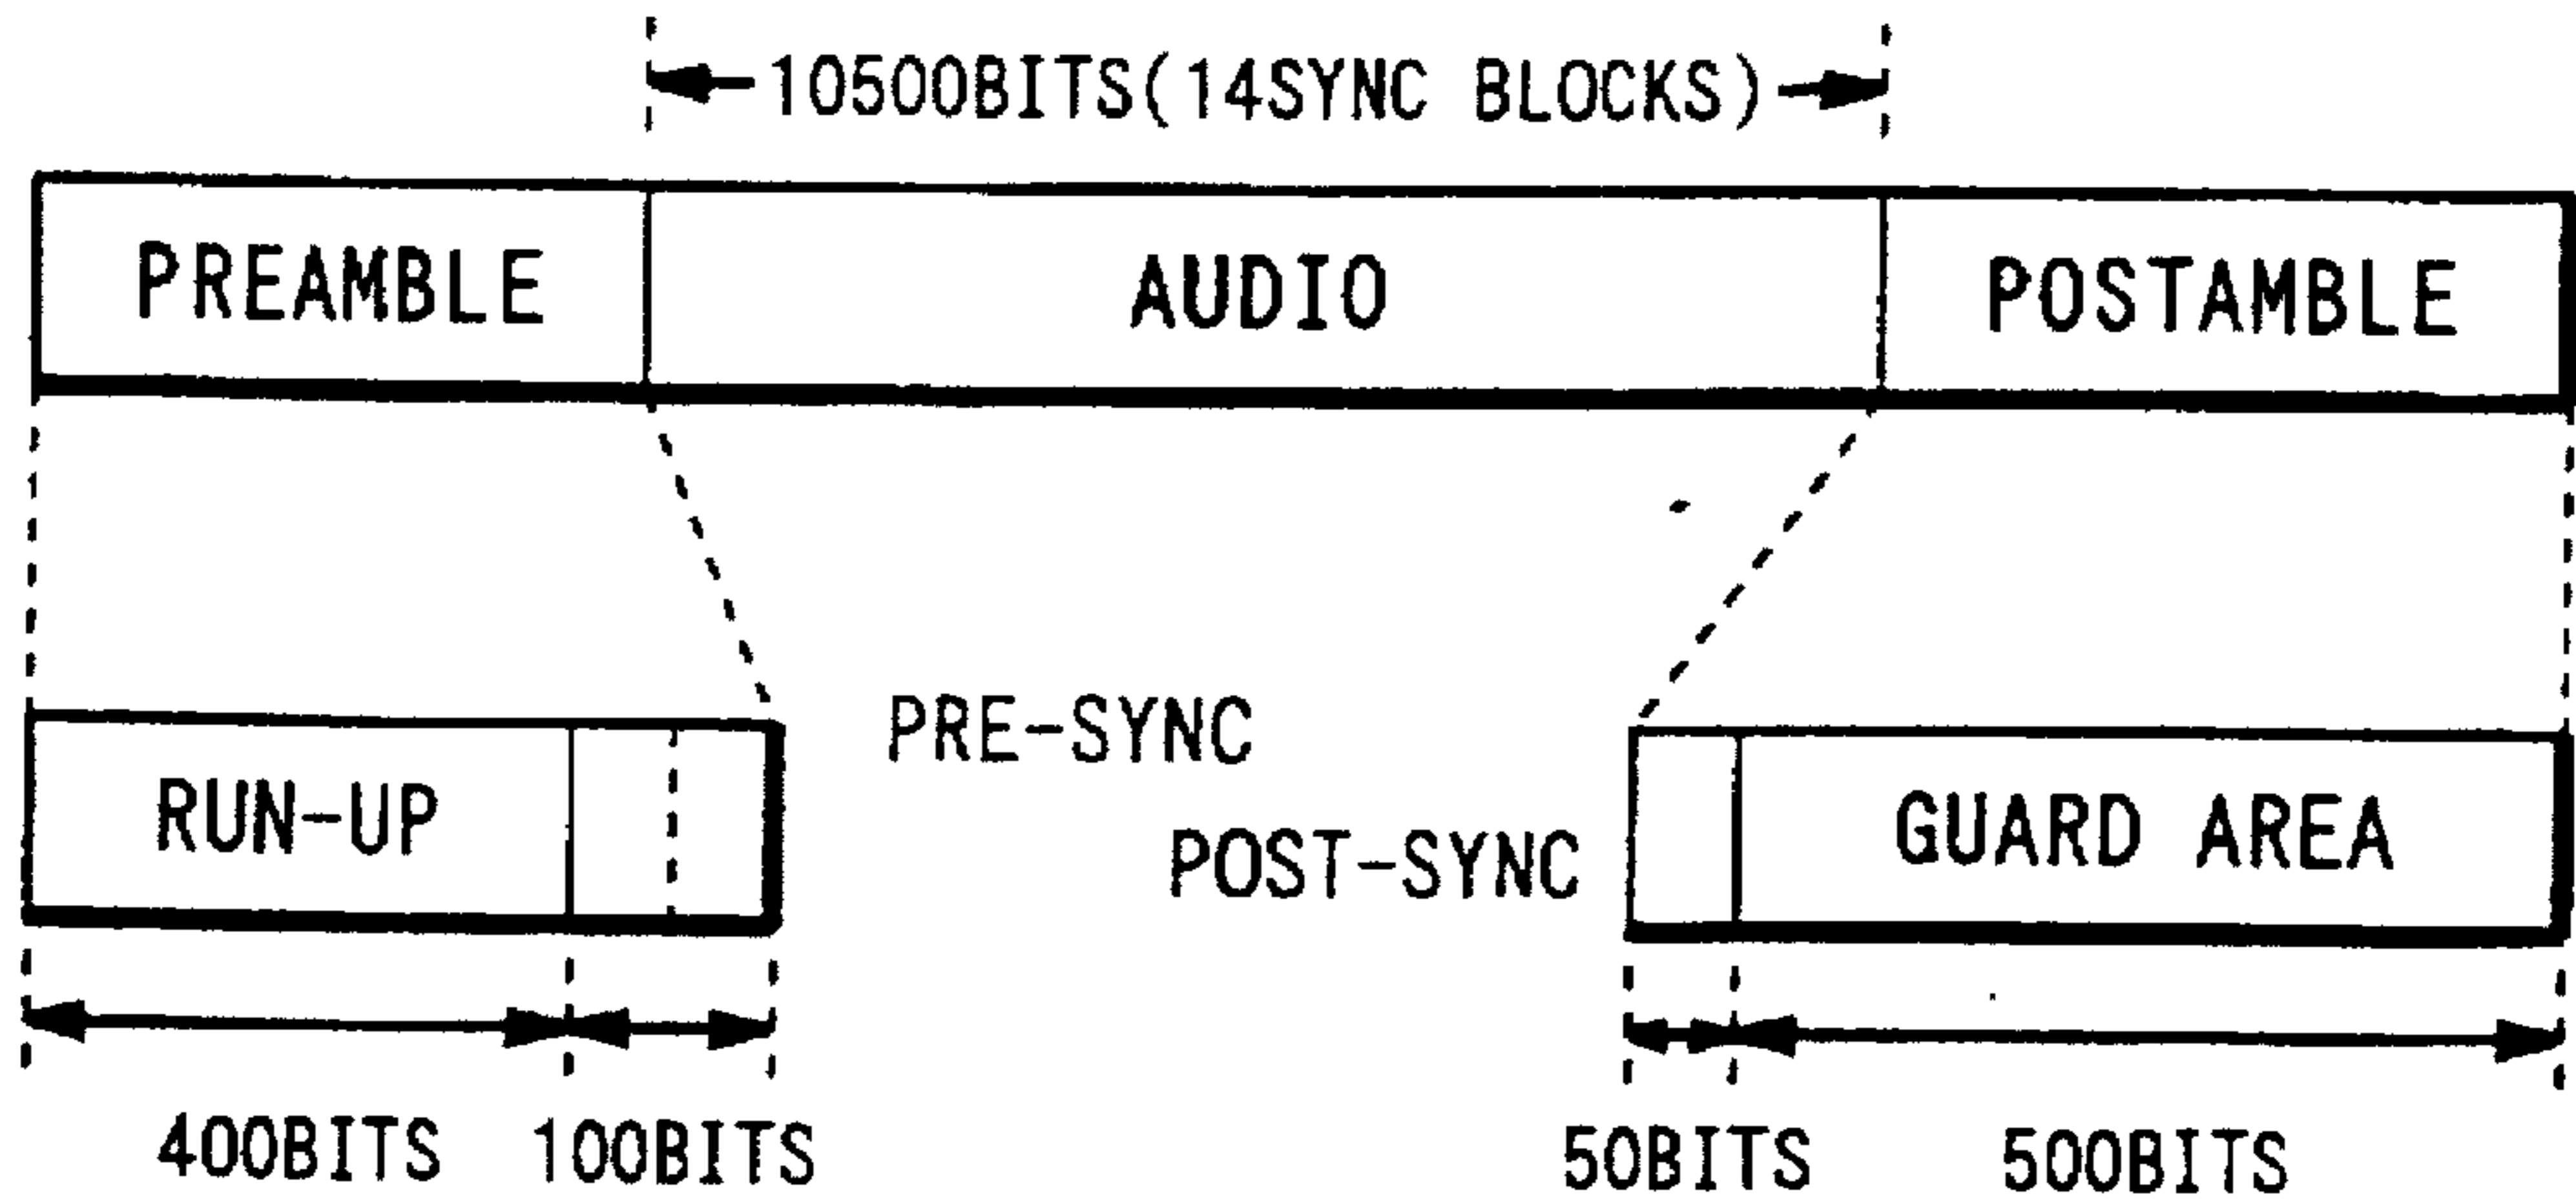 10500BITS(14SYNC BLOCKS)
PREAMBLE AUDIO POSTAMBLE
PRE-SYNC
RUN-UP POST-SYNC GUARD AREA
400BITS 100BITS 50BITS 500BITS